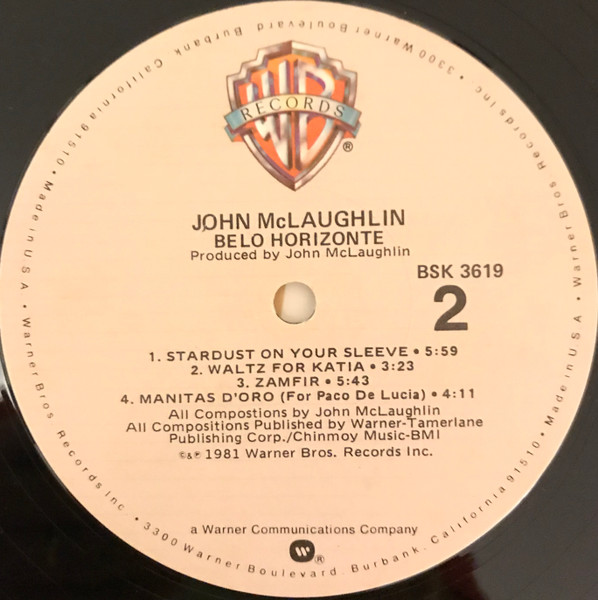 WB
RECORDS
®
JOHN McLAUGHLIN
BELO HORIZONTE
Produced by John McLaughlin
BSK 3619
2
1. STARDUST ON YOUR SLEEVE • 5:59
2. WALTZ FOR KATIA • 3:23
3. ZAMFIR • 5:43
4. MANITAS D'ORO (For Paco De Lucia) • 4:11
All Compostions by John McLaughlin
All Compositions Published by Warner-Tamerlane
Publishing Corp./Chinmoy Music-BMI
©&℗ 1981 Warner Bros. Records Inc.
a Warner Communications Company
®
Warner Bros. Records Inc. • 3300 Warner Boulevard, Burbank, California 91510 • Made in U.S.A. •
Warner Bros. Records Inc. • 3300 Warner Boulevard Burbank, California 91510 • Made in U.S.A. •